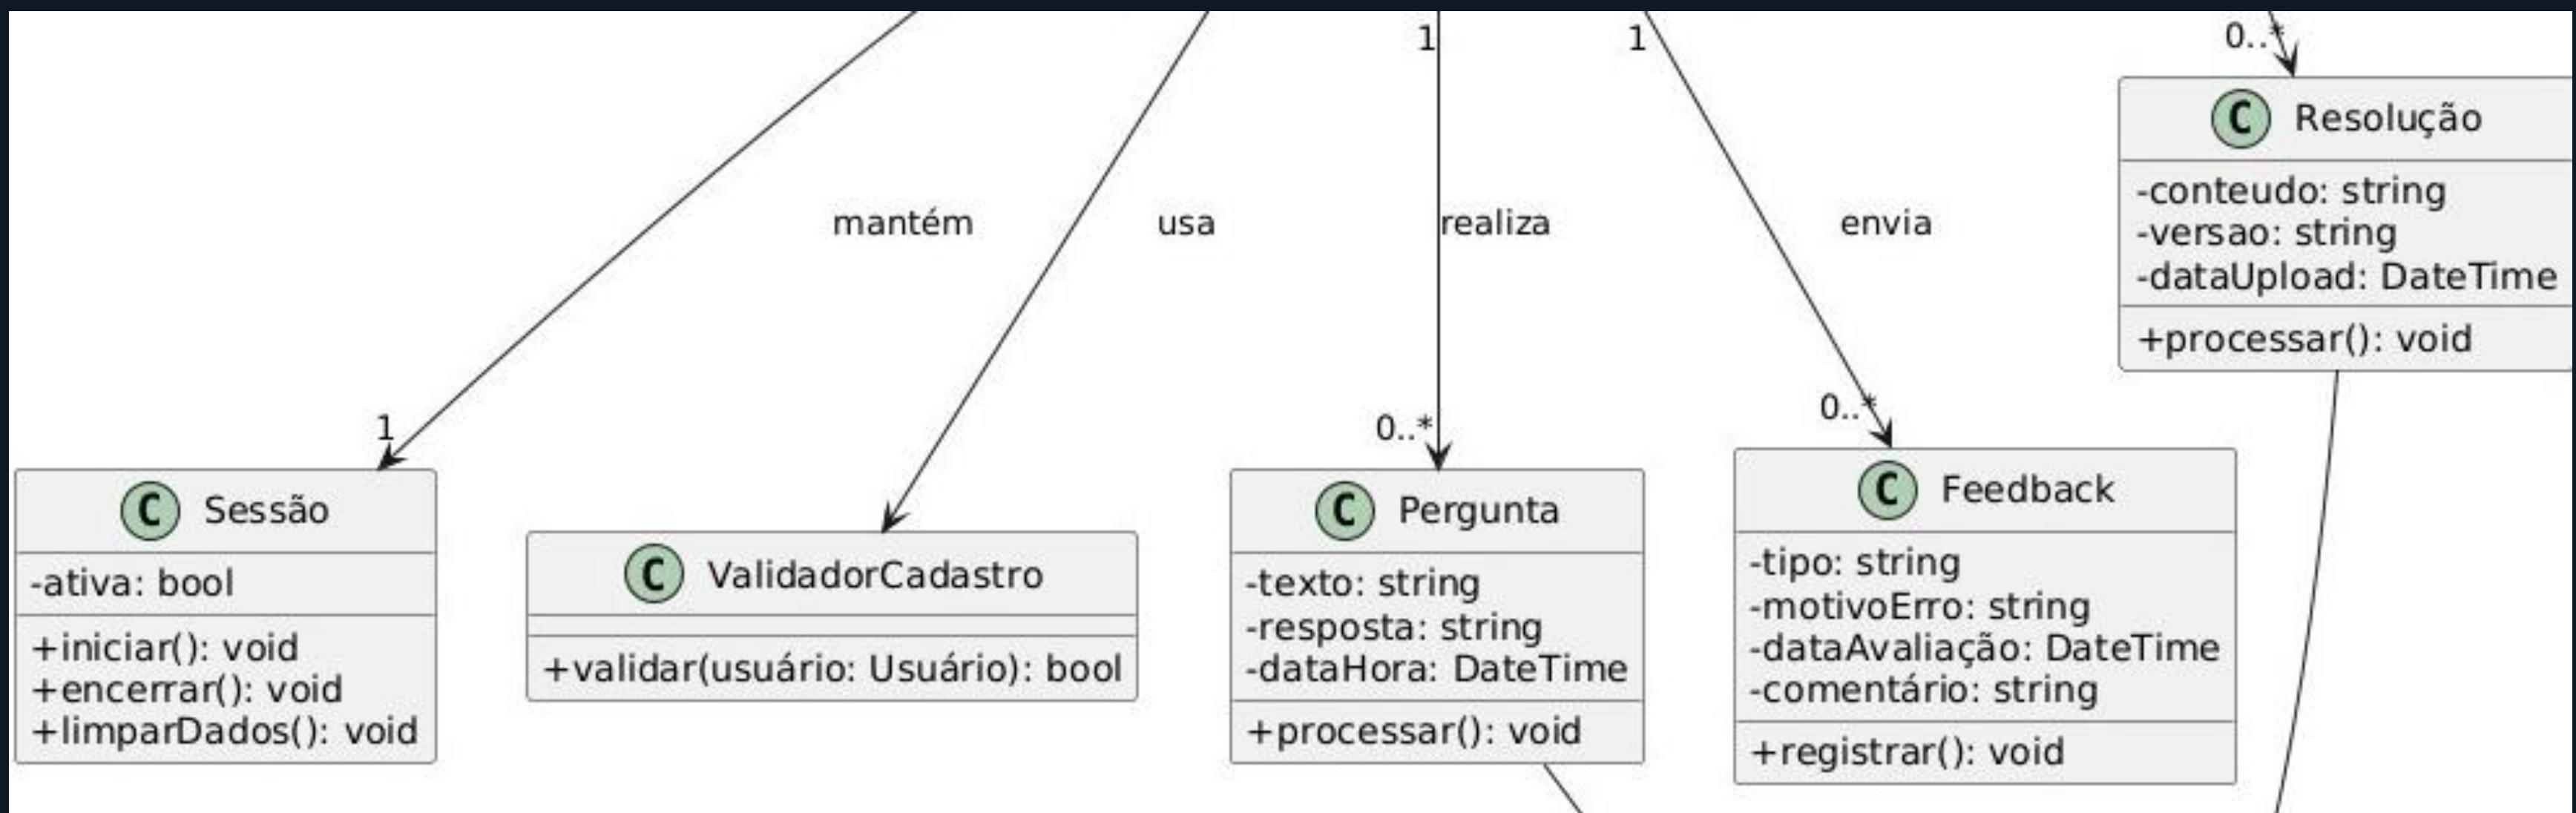 1
1
0..*
mantém
usa
realiza
envia
C Resolução
-conteudo: string
-versao: string
-dataUpload: DateTime
+processar(): void
1
0..*
0..*
C Sessão
-ativa: bool
+iniciar(): void
+encerrar(): void
+limparDados(): void
C ValidadorCadastro
+validar(usuário: Usuário): bool
C Pergunta
-texto: string
-resposta: string
-dataHora: DateTime
+processar(): void
C Feedback
-tipo: string
-motivoErro: string
-dataAvaliação: DateTime
-comentário: string
+registrar(): void